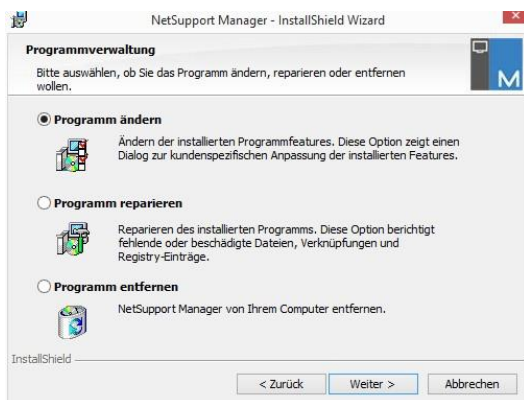 NetSupport Manager - InstallShield Wizard
Programmverwaltung
Bitte auswählen, ob Sie das Programm ändern, reparieren oder entfernen
wollen.
M
Programm ändern
Ändern der installierten Programmfeatures. Diese Option zeigt einen
Dialog zur kundenspezifischen Anpassung der installierten Features.
Programm reparieren
Reparieren des installierten Programms. Diese Option berichtigt
fehlende oder beschädigte Dateien, Verknüpfungen und
Registry-Einträge.
Programm entfernen
NetSupport Manager von Ihrem Computer entfernen.
InstallShield
< Zurück
Weiter >
Abbrechen